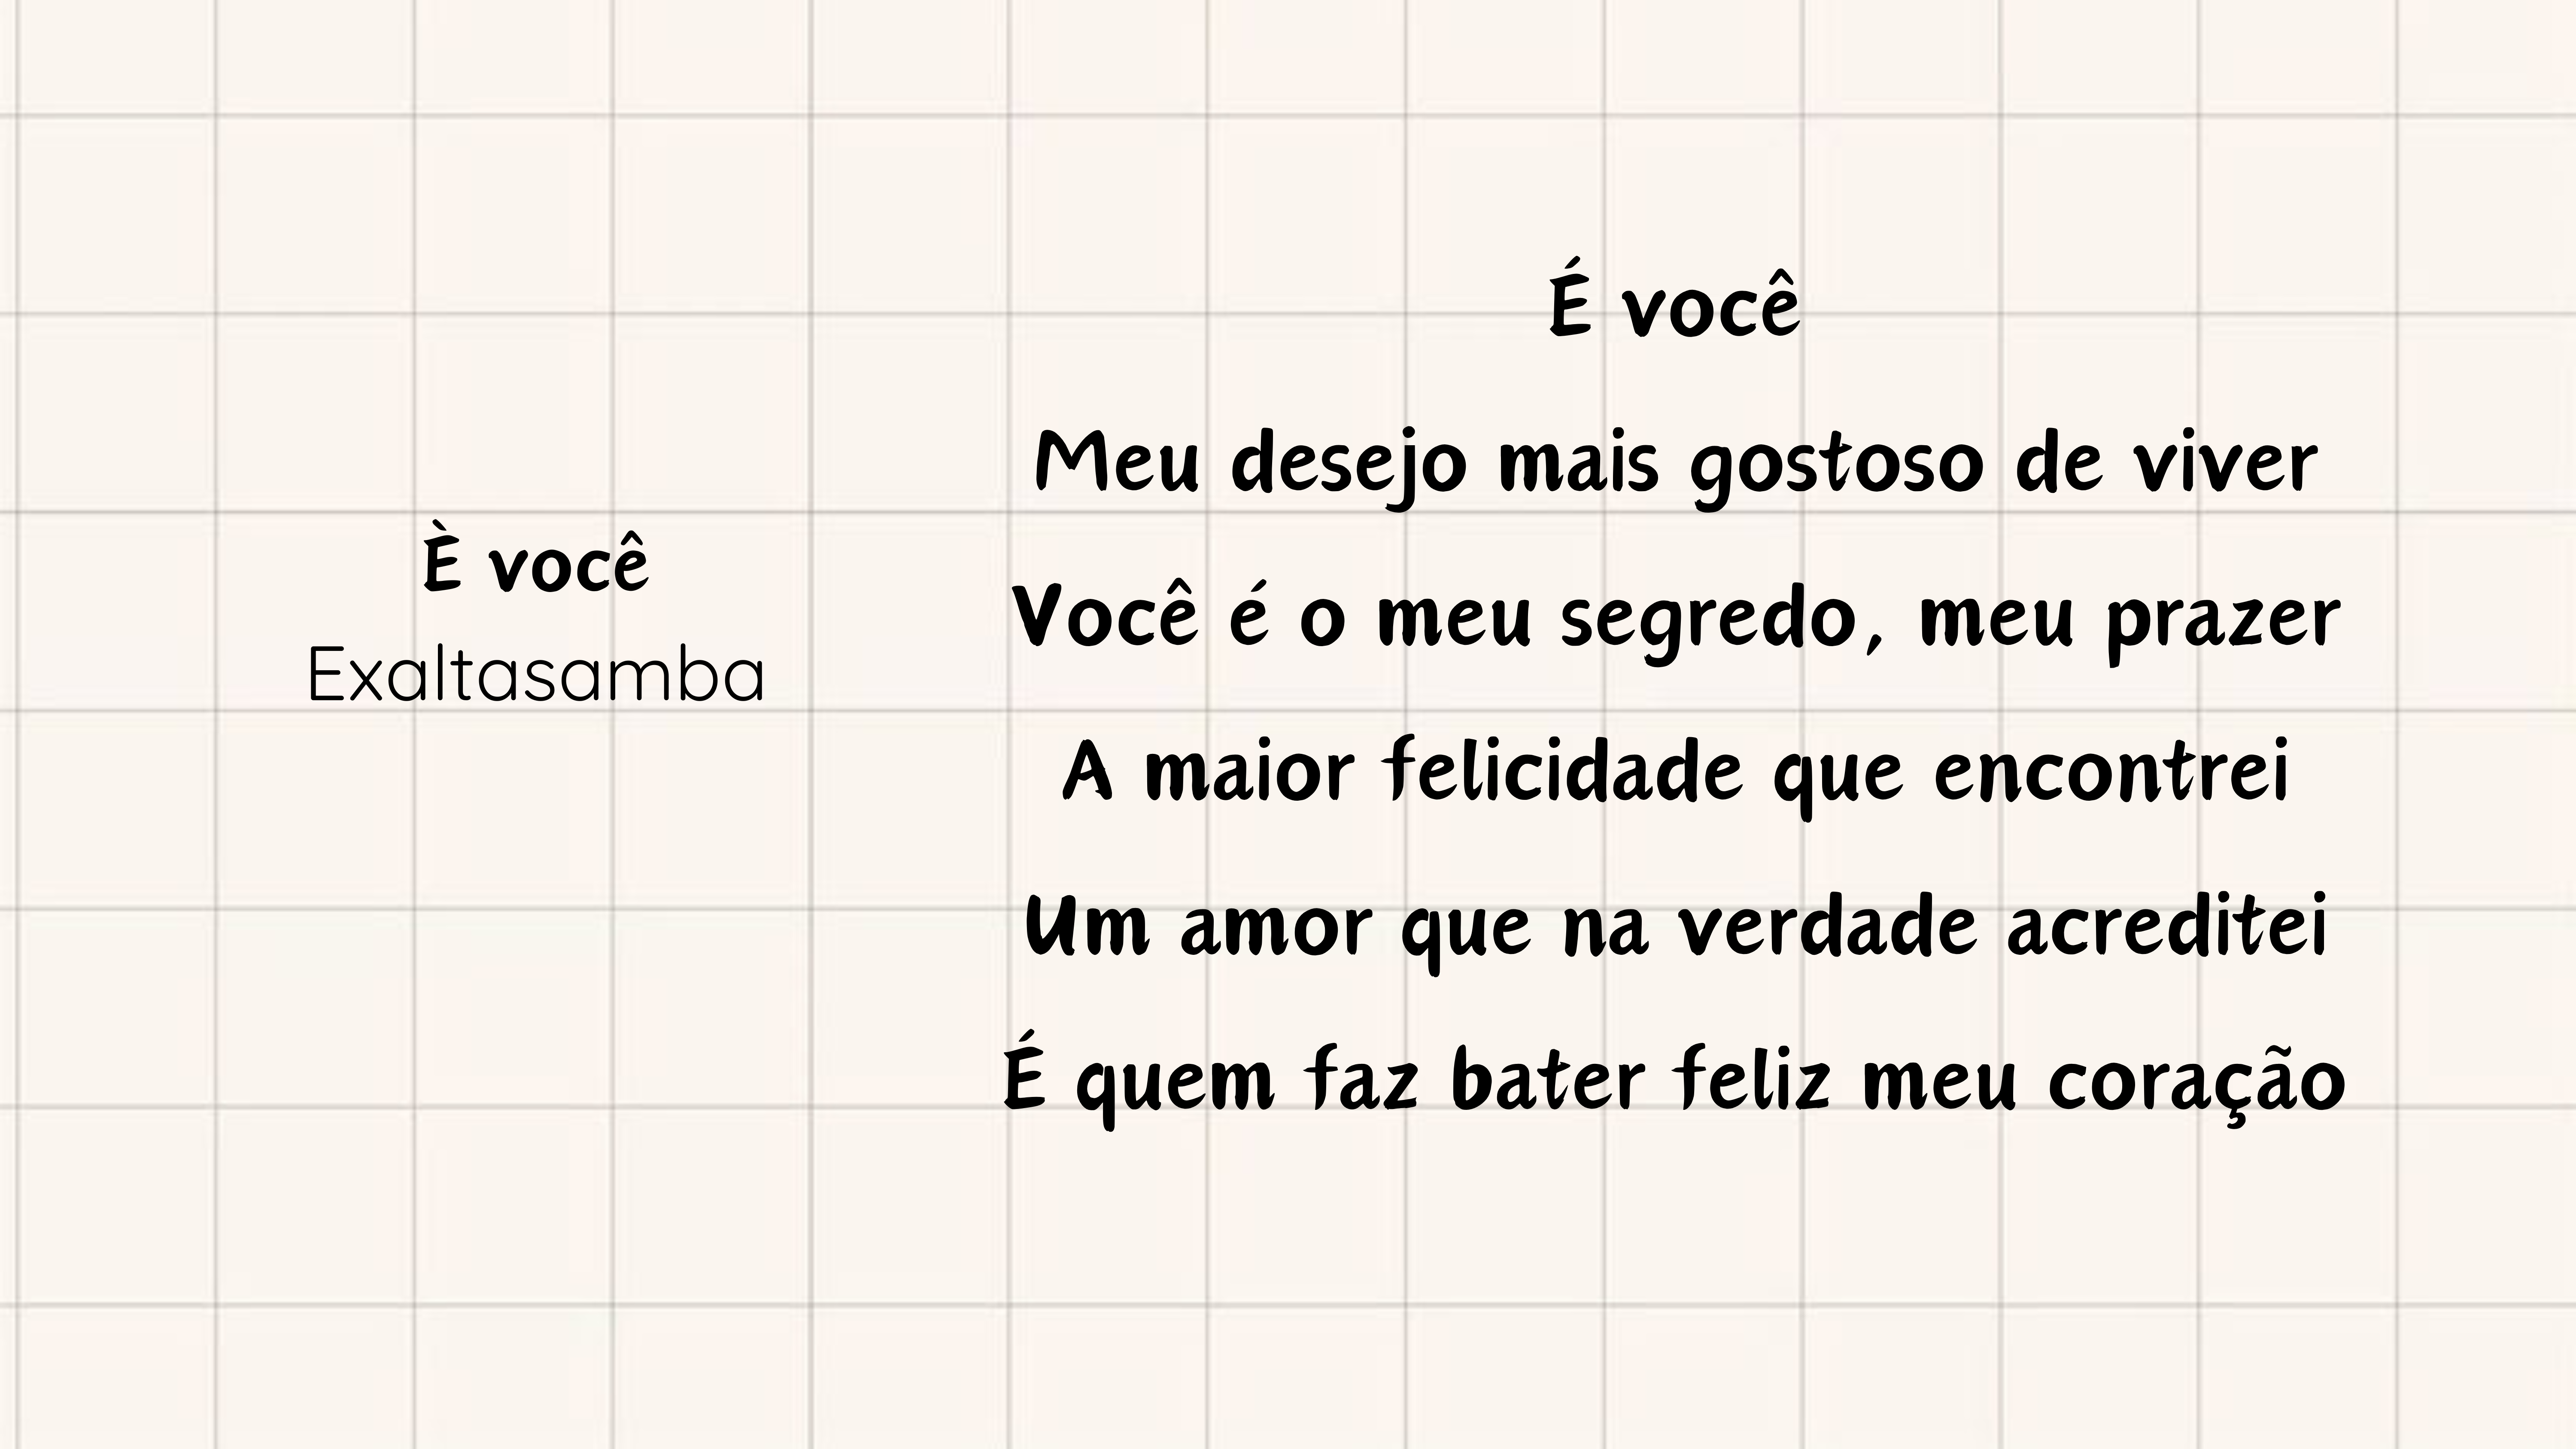 È você
Exaltasamba
É você
Meu desejo mais gostoso de viver
Você é o meu segredo, meu prazer
A maior felicidade que encontrei
Um amor que na verdade acreditei
É quem faz bater feliz meu coração